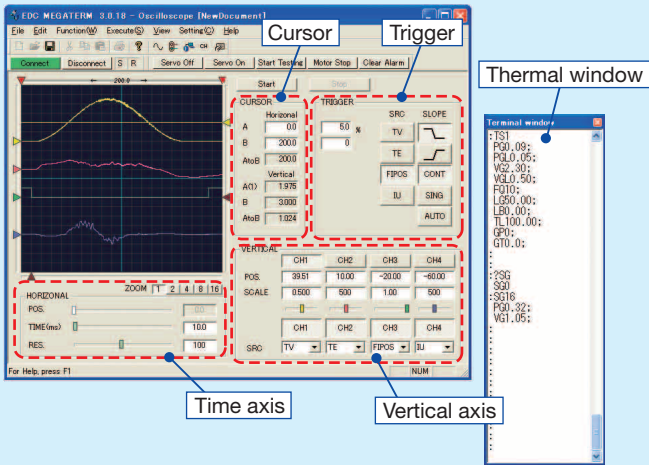 EDC MEGATERM 3.0.18 - Oscilloscope [NewDocument]
File Edit Function(W) Execute(S) View Setting(C) Help
Cursor
Trigger
Thermal window
CH
Connect Disconnect S R Servo Off Servo On Start Testing Motor Stop Clear Alarm
200.0
Start Stop
CURSOR
Horizonal
A 0.0
B 200.0
AtoB 200.0
Vertical
A(1) 1.975
B 3.000
AtoB 1.024
TRIGGER
SRC SLOPE
5.0 %
0
TV
TE
FIPOS CONT
IU SING
AUTO
VERTICAL
CH1 CH2 CH3 CH4
POS. 39.51 10.00 -20.00 -60.00
SCALE 0.500 500 1.00 500
CH1 CH2 CH3 CH4
SRC TV TE FIPOS IU
ZOOM 1 2 4 8 16
HORIZONAL
POS. 0.0
TIME(ms) 10.0
RES. 100
For Help, press F1
NUM
Time axis
Vertical axis
Terminal window
:TS1
PG0.09;
PGL0.05;
VG2.30;
VGL0.50;
FQ10;
LG50.00;
LB0.00;
TL100.00;
GP0;
GT0.0;
:
:
?SG
SG0
:SG16
PG0.32;
VG1.05;
:
:
:
:
:
:
:
:
:
:
: